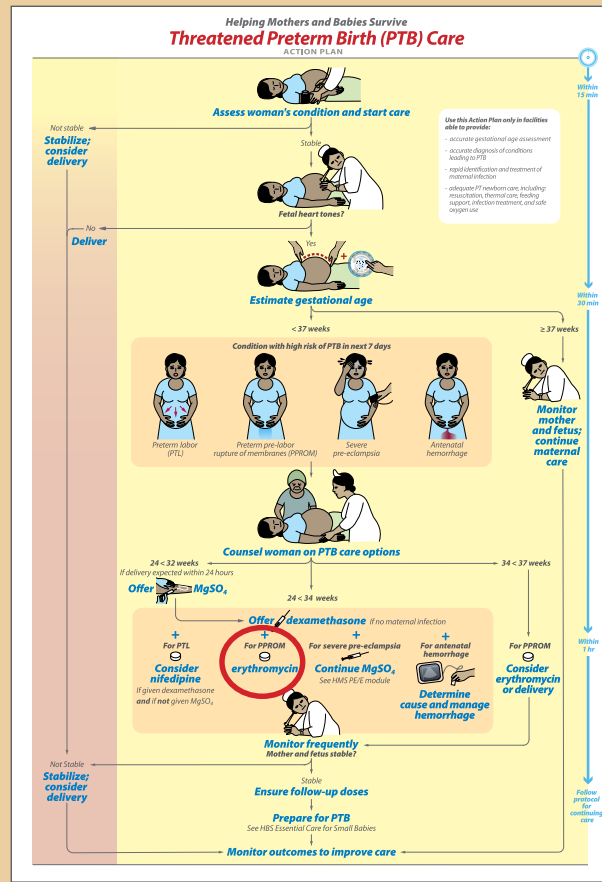 Helping Mothers and Babies Survive
Threatened Preterm Birth (PTB) Care
ACTION PLAN
Within
15 min
Assess woman's condition and start care
Use this Action Plan only in facilities
able to provide:
- accurate gestational age assessment
- accurate diagnosis of conditions
leading to PTB
- rapid identification and treatment of
maternal infection
- adequate PT newborn care, including:
resuscitation, thermal care, feeding
support, infection treatment, and safe
oxygen use
Not stable
Stabilize;
consider
delivery
Stable
Fetal heart tones?
No
Deliver
Yes
+
Estimate gestational age
Within
30 min
< 37 weeks
≥ 37 weeks
Condition with high risk of PTB in next 7 days
Preterm labor
(PTL)
Preterm pre-labor
rupture of membranes (PPROM)
Severe
pre-eclampsia
Antenatal
hemorrhage
Monitor
mother
and fetus;
continue
maternal
care
Counsel woman on PTB care options
24 < 32 weeks
If delivery expected within 24 hours
Offer MgSO4
24 < 34 weeks
34 < 37 weeks
Offer dexamethasone If no maternal infection
+
For PTL
Consider
nifedipine
If given dexamethasone
and if not given MgSO4
+
For PPROM
erythromycin
+
For severe pre-eclampsia
Continue MgSO4
See HMS PE/E module
+
For antenatal
hemorrhage
Determine
cause and manage
hemorrhage
For PPROM
Consider
erythromycin
or delivery
Within
1 hr
Monitor frequently
Mother and fetus stable?
Not Stable
Stabilize;
consider
delivery
Stable
Ensure follow-up doses
Prepare for PTB
See HBS Essential Care for Small Babies
Monitor outcomes to improve care
Follow
protocol
for
continuing
care